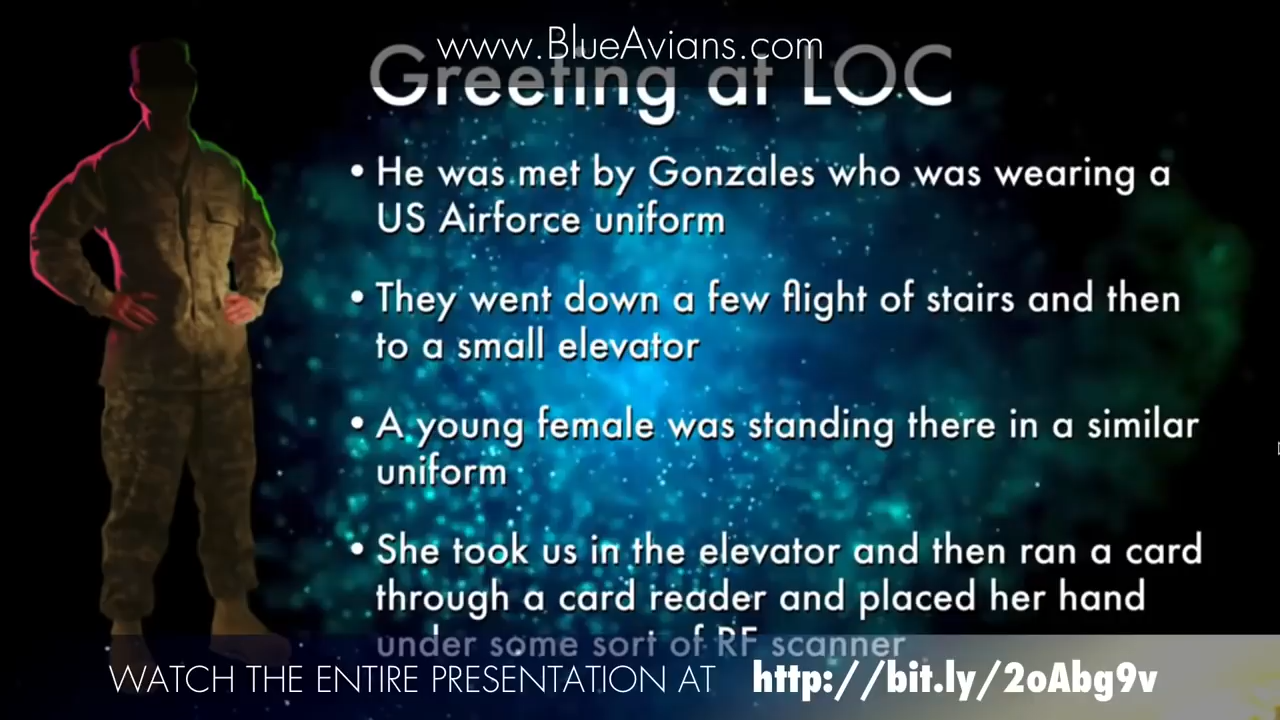 www.BlueAvians.com
Greeting at LOC
• He was met by Gonzales who was wearing a
US Airforce uniform
• They went down a few flight of stairs and then
to a small elevator
• A young female was standing there in a similar
uniform
• She took us in the elevator and then ran a card
through a card reader and placed her hand
under some sort of RF scanner
WATCH THE ENTIRE PRESENTATION AT http://bit.ly/2oAbg9v